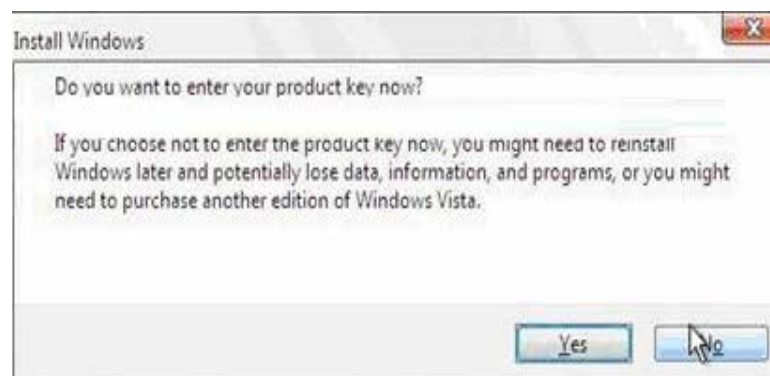 Install Windows
Do you want to enter your product key now?
If you choose not to enter the product key now, you might need to reinstall
Windows later and potentially lose data, information, and programs, or you might
need to purchase another edition of Windows Vista.
Yes
No